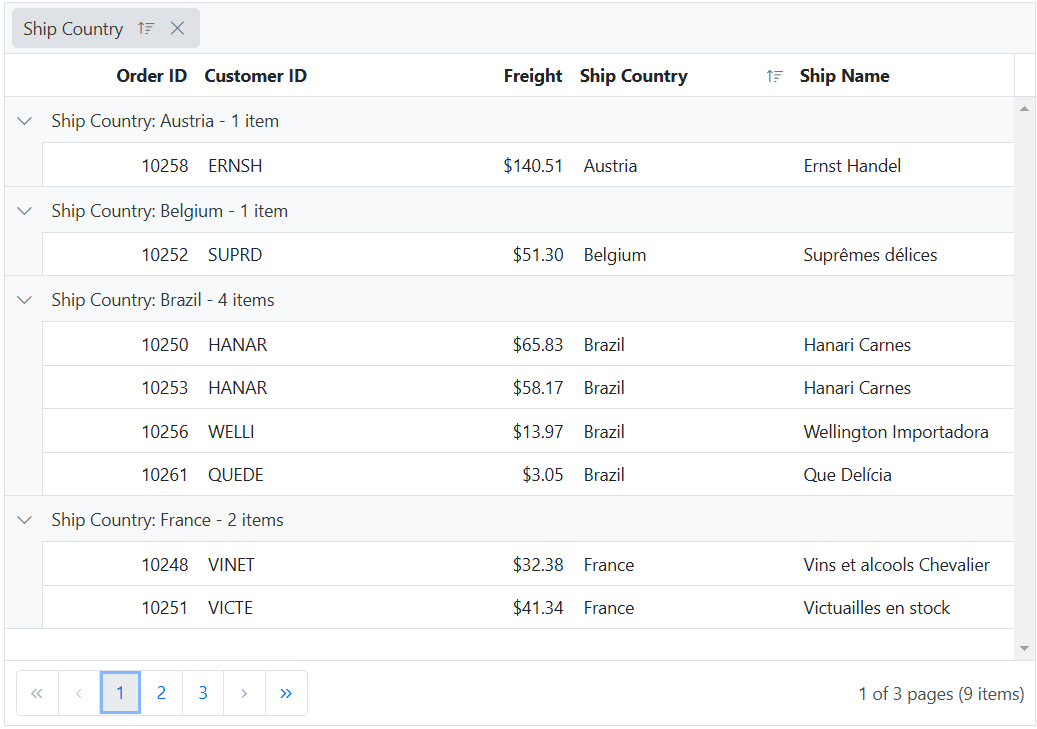 Ship Country
Order ID Customer ID Freight Ship Country Ship Name
Ship Country: Austria - 1 item
10258 ERNSH $140.51 Austria Ernst Handel
Ship Country: Belgium - 1 item
10252 SUPRD $51.30 Belgium Suprêmes délices
Ship Country: Brazil - 4 items
10250 HANAR $65.83 Brazil Hanari Carnes
10253 HANAR $58.17 Brazil Hanari Carnes
10256 WELLI $13.97 Brazil Wellington Importadora
10261 QUEDE $3.05 Brazil Que Delícia
Ship Country: France - 2 items
10248 VINET $32.38 France Vins et alcools Chevalier
10251 VICTE $41.34 France Victuailles en stock
« ‹ 1 2 3 › » 1 of 3 pages (9 items)